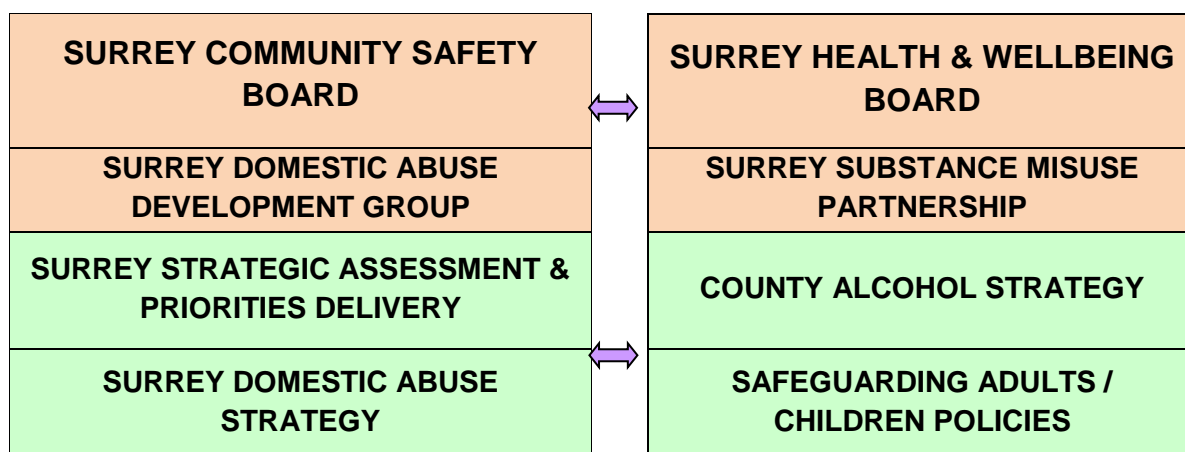 SURREY COMMUNITY SAFETY
BOARD
SURREY DOMESTIC ABUSE
DEVELOPMENT GROUP
SURREY STRATEGIC ASSESSMENT &
PRIORITIES DELIVERY
SURREY DOMESTIC ABUSE
STRATEGY
SURREY HEALTH & WELLBEING
BOARD
SURREY SUBSTANCE MISUSE
PARTNERSHIP
COUNTY ALCOHOL STRATEGY
SAFEGUARDING ADULTS /
CHILDREN POLICIES